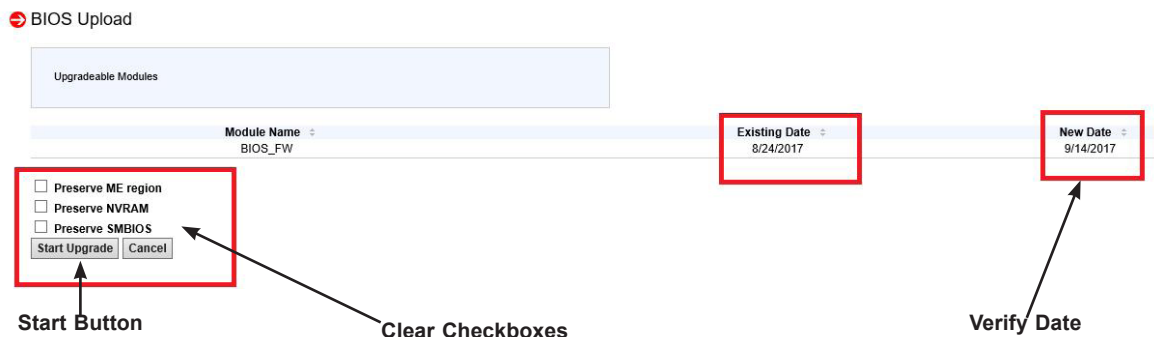 BIOS Upload
Upgradeable Modules
Module Name Existing Date New Date
BIOS_FW 8/24/2017 9/14/2017
Preserve ME region
Preserve NVRAM
Preserve SMBIOS
Start Upgrade Cancel
Start Button Clear Checkboxes Verify Date